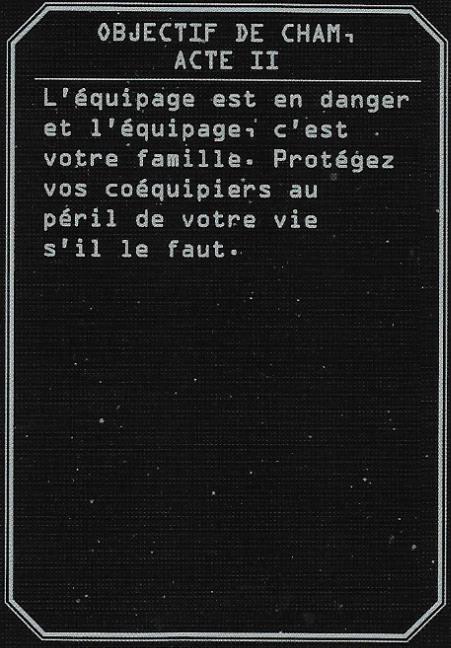 OBJECTIF DE CHAM,
ACTE II
L'équipage est en danger
et l'équipage, c'est
votre famille. Protégez
vos coéquipiers au
péril de votre vie
s'il le faut.